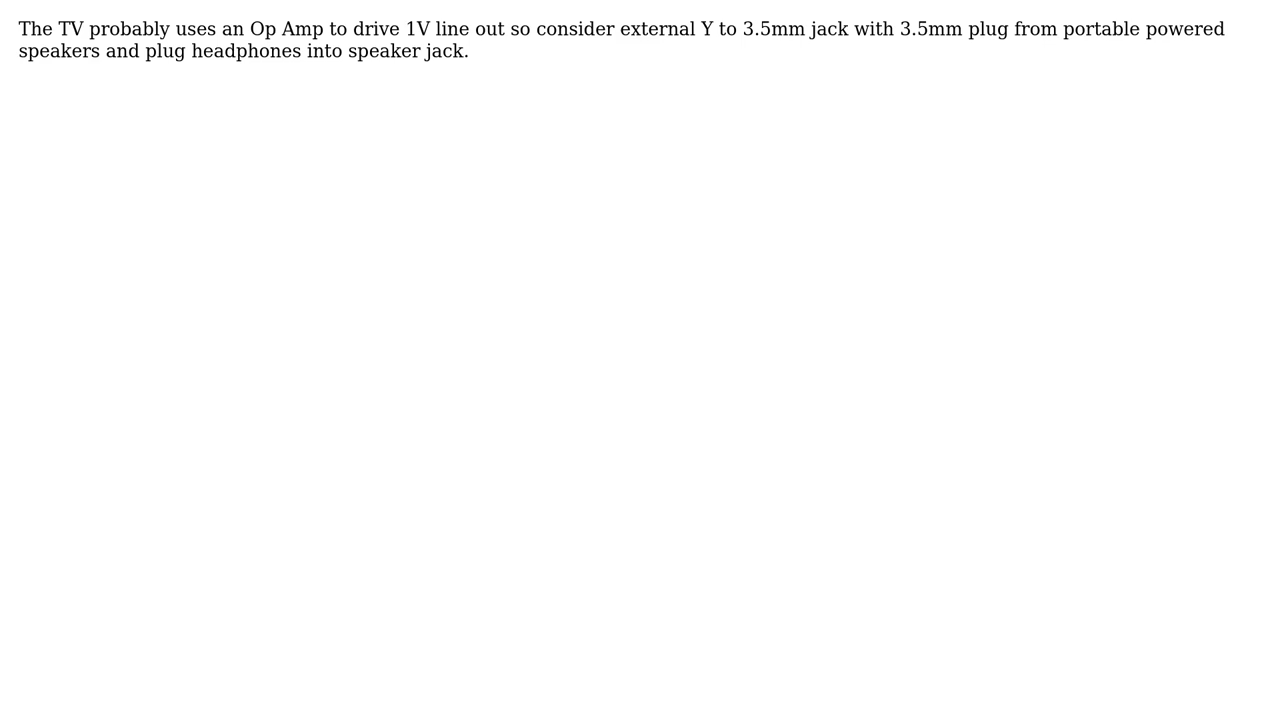 The TV probably uses an Op Amp to drive 1V line out so consider external Y to 3.5mm jack with 3.5mm plug from portable powered
speakers and plug headphones into speaker jack.